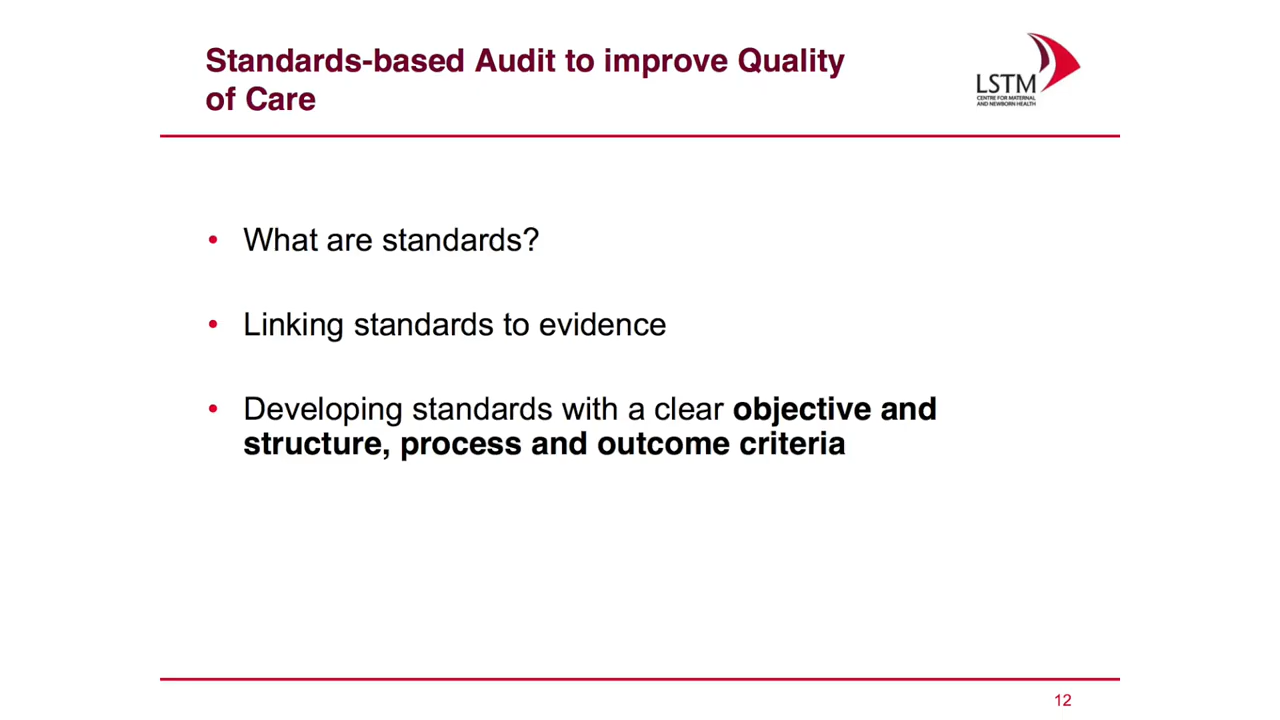 Standards-based Audit to improve Quality
of Care
LSTM
CENTRE FOR MATERNAL
AND NEWBORN HEALTH
• What are standards?
• Linking standards to evidence
• Developing standards with a clear objective and
structure, process and outcome criteria
12